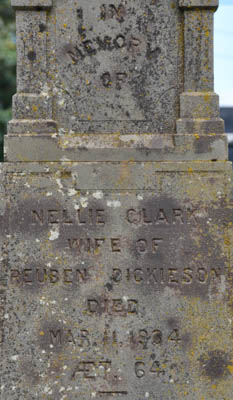 IN
MEMORY
OF
NELLIE CLARK
WIFE OF
REUBEN DICKIESON
DIED
MAR. 11, 1934
ÆT 64